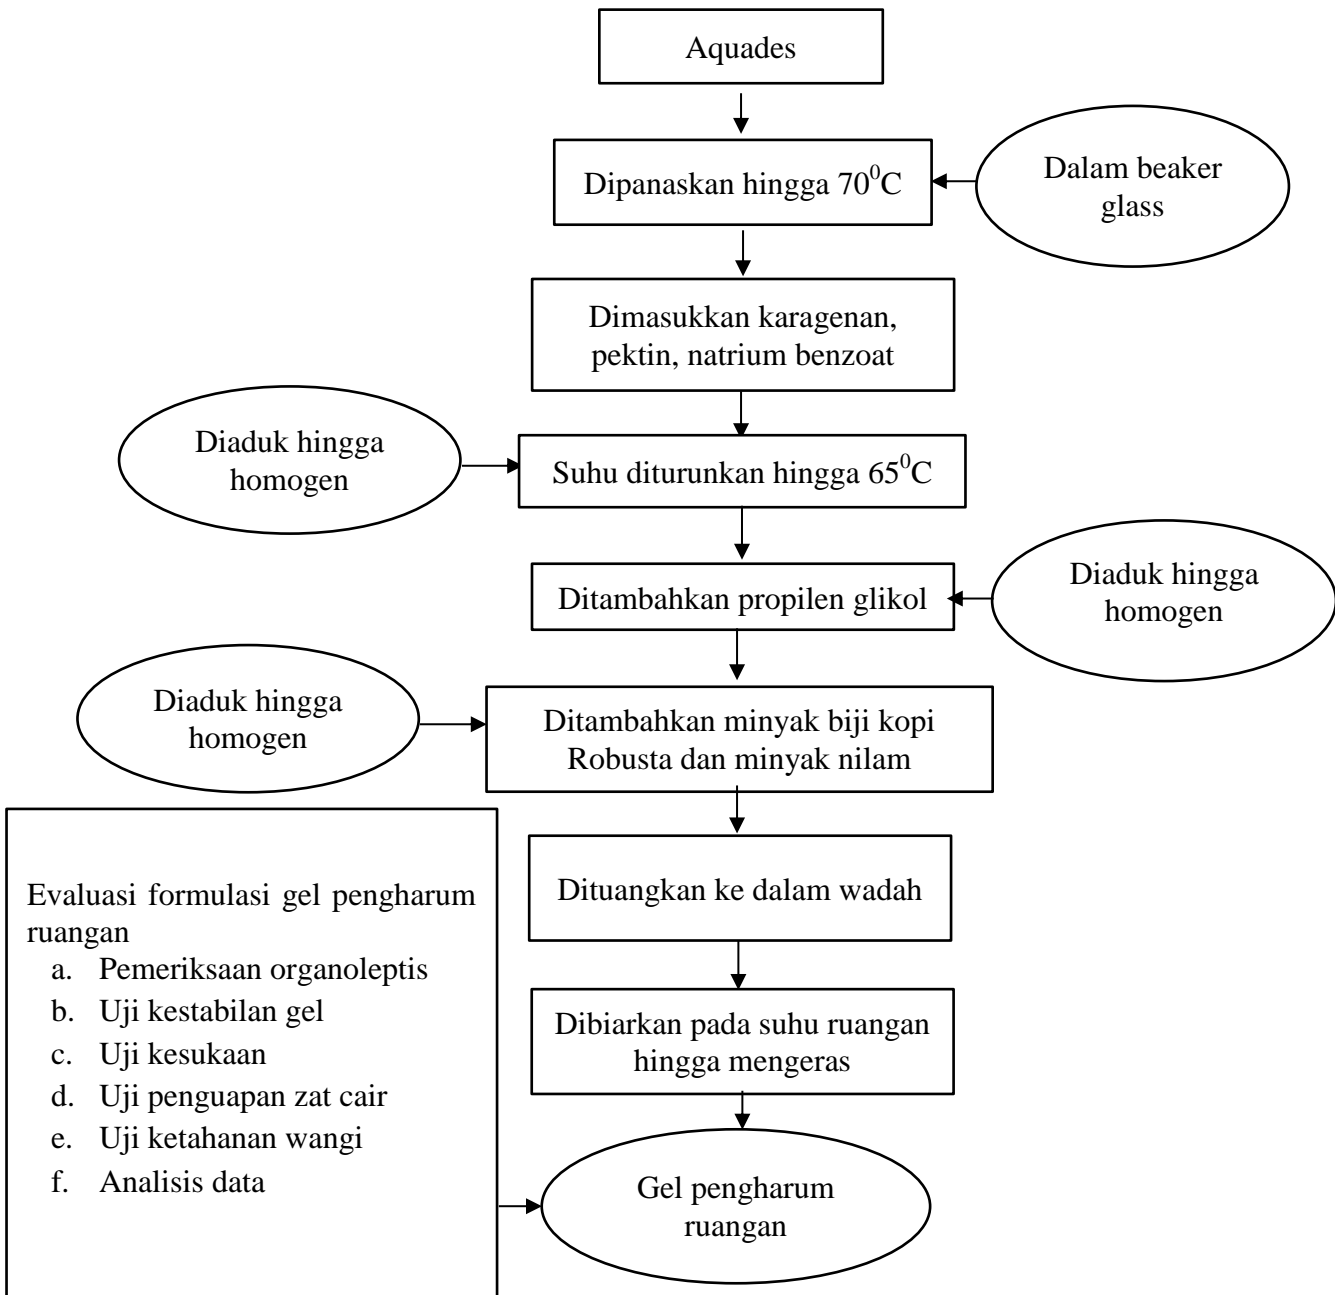 Aquades
Dipanaskan hingga 70⁰C
Dalam beaker
glass
Dimasukkan karagenan,
pektin, natrium benzoat
Diaduk hingga
homogen
Suhu diturunkan hingga 65⁰C
Ditambahkan propilen glikol
Diaduk hingga
homogen
Diaduk hingga
homogen
Ditambahkan minyak biji kopi
Robusta dan minyak nilam
Dituangkan ke dalam wadah
Dibiarkan pada suhu ruangan
hingga mengeras
Evaluasi formulasi gel pengharum
ruangan
a. Pemeriksaan organoleptis
b. Uji kestabilan gel
c. Uji kesukaan
d. Uji penguapan zat cair
e. Uji ketahanan wangi
f. Analisis data
Gel pengharum
ruangan